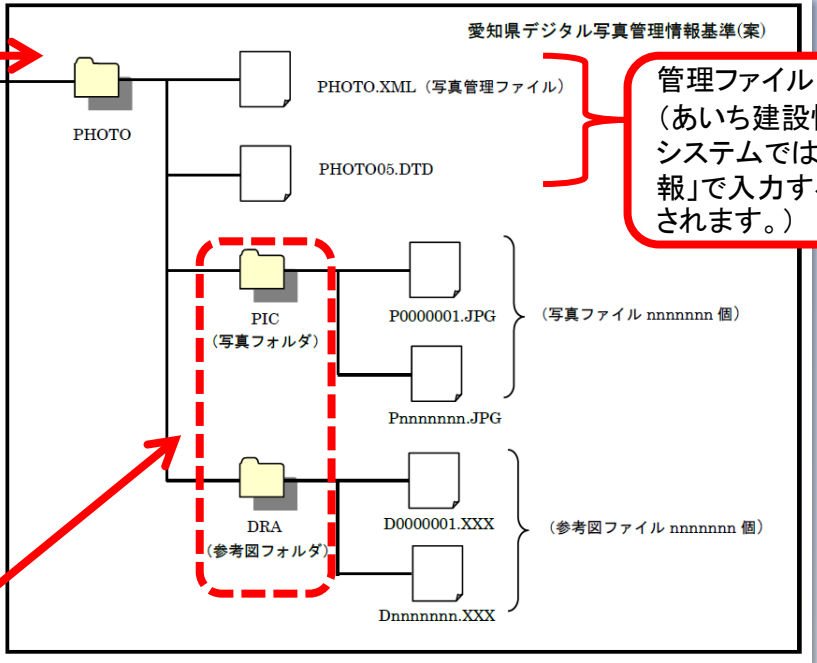 愛知県デジタル写真管理情報基準(案)
PHOTO
PHOTO.XML（写真管理ファイル）
PHOTO05.DTD
管理ファイル
（あいち建設情
システムでは
報」で入力する
されます。）
PIC
（写真フォルダ）
P0000001.JPG
（写真ファイル nnnnnnn 個）
Pnnnnnnn.JPG
DRA
（参考図フォルダ）
D0000001.XXX
（参考図ファイル nnnnnnn 個）
Dnnnnnnn.XXX